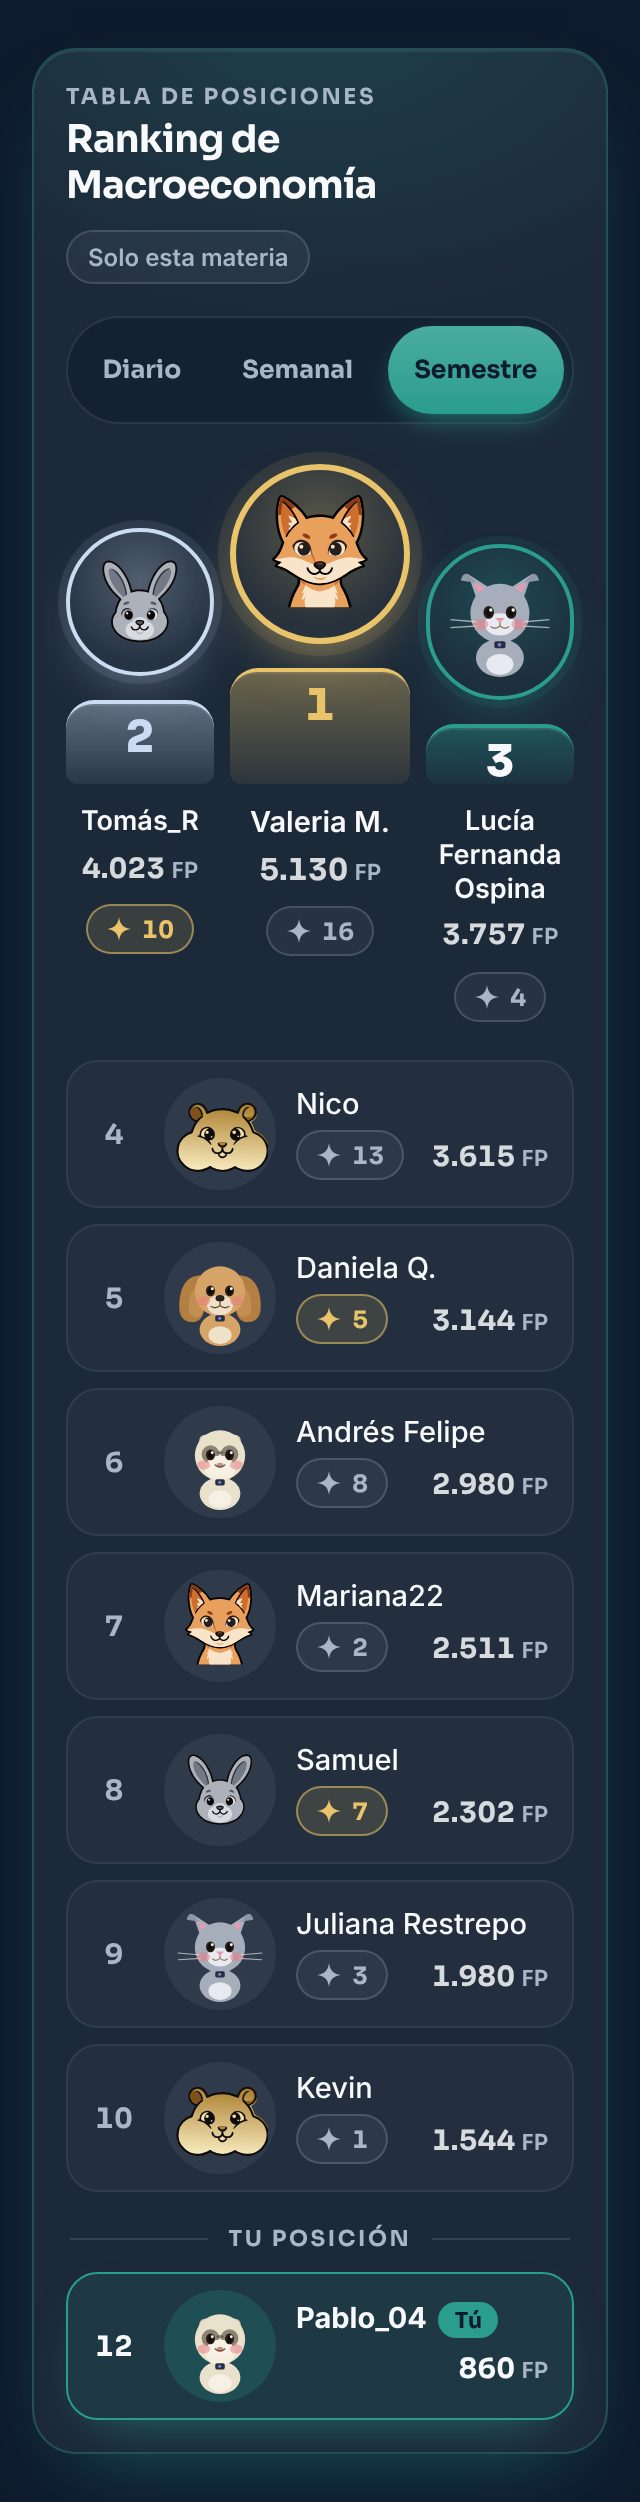 TABLA DE POSICIONES
Ranking de
Macroeconomía
Solo esta materia
Diario Semanal Semestre
2
1
3
Tomás_R
4.023 FP
10
Valeria M.
5.130 FP
16
Lucía
Fernanda
Ospina
3.757 FP
4
4
Nico
13 3.615 FP
5
Daniela Q.
5 3.144 FP
6
Andrés Felipe
8 2.980 FP
7
Mariana22
2 2.511 FP
8
Samuel
7 2.302 FP
9
Juliana Restrepo
3 1.980 FP
10
Kevin
1 1.544 FP
TU POSICIÓN
12
Pablo_04 Tú
860 FP